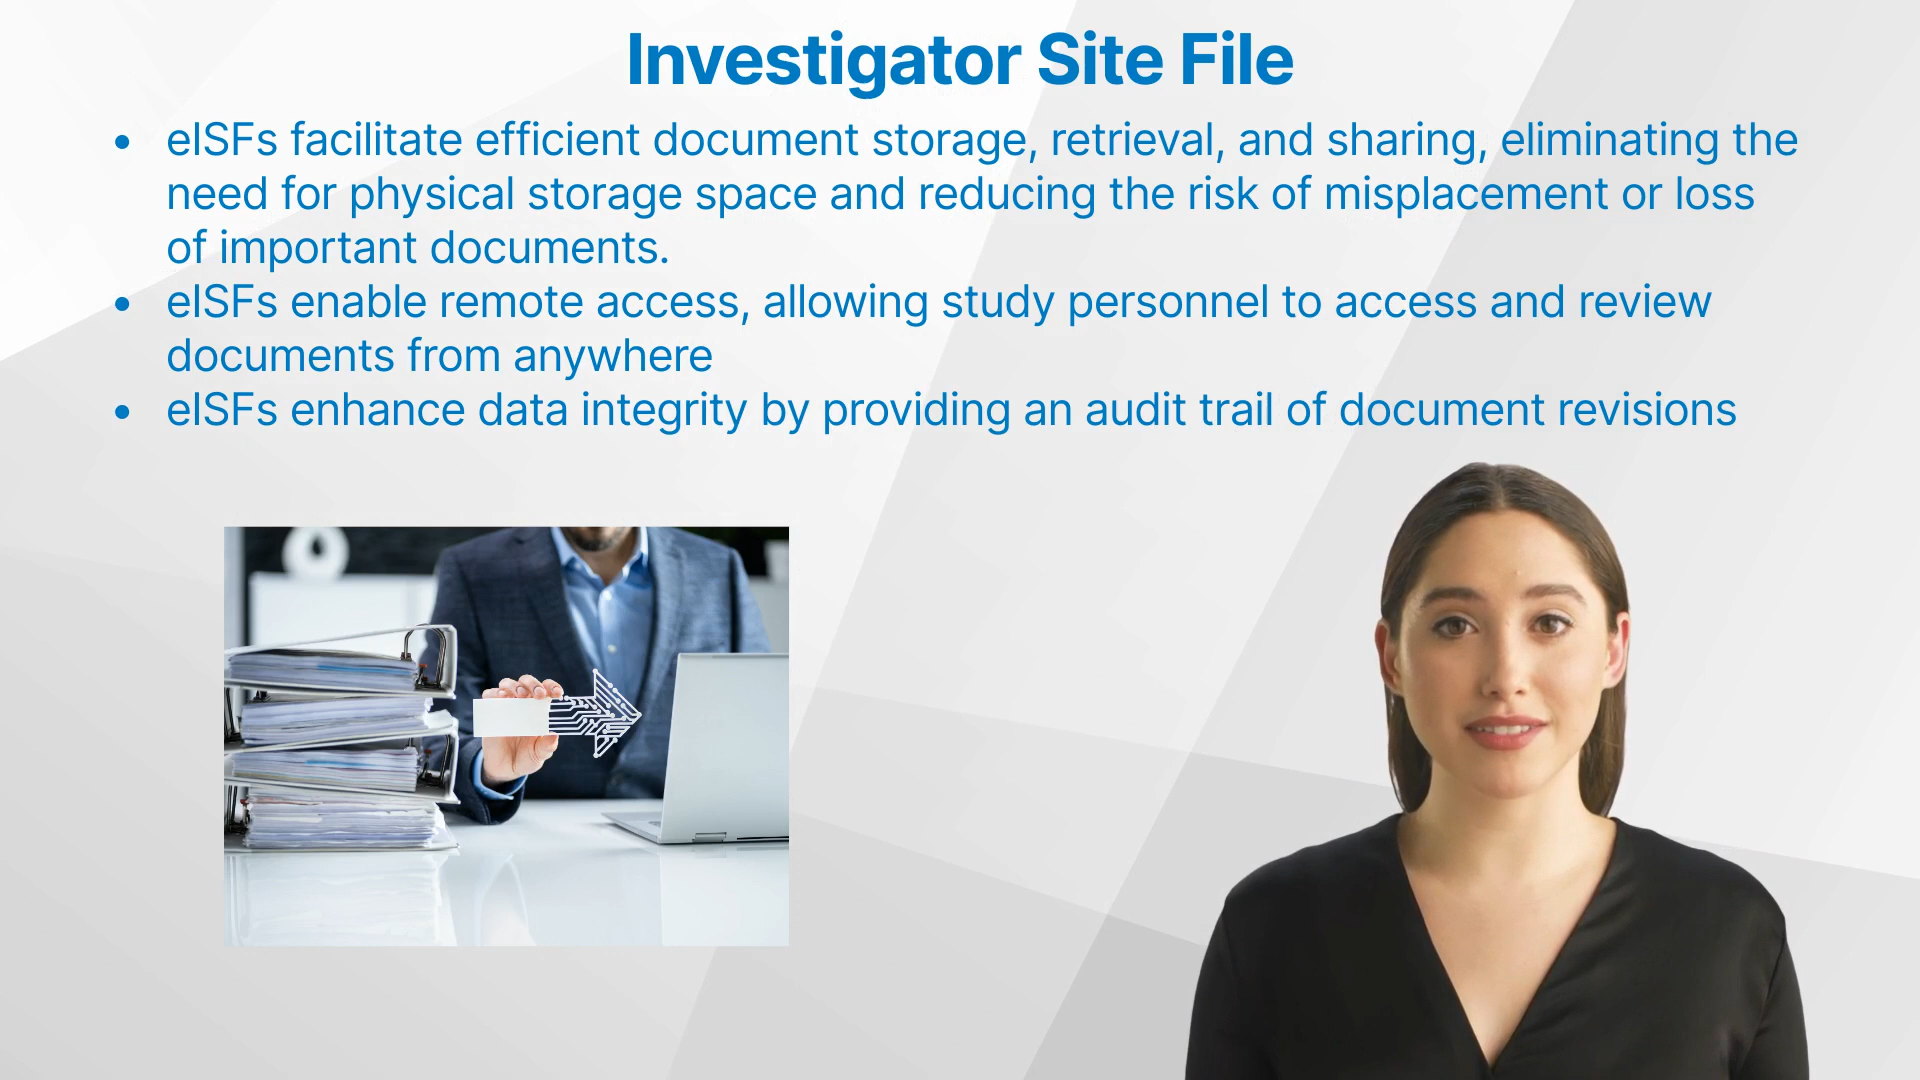 Investigator Site File
• eISFs facilitate efficient document storage, retrieval, and sharing, eliminating the
need for physical storage space and reducing the risk of misplacement or loss
of important documents.
• eISFs enable remote access, allowing study personnel to access and review
documents from anywhere
• eISFs enhance data integrity by providing an audit trail of document revisions